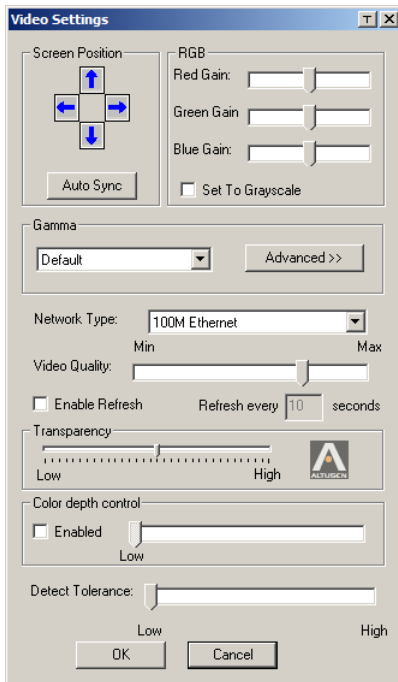 Video Settings
Screen Position
Auto Sync
RGB
Red Gain:
Green Gain
Blue Gain:
Set To Grayscale
Gamma
Default
Advanced >>
Network Type: 100M Ethernet
Min Max
Video Quality:
Enable Refresh Refresh every 10 seconds
Transparency
Low High
ALTUSEN
Color depth control
Enabled
Low
Detect Tolerance:
Low High
OK Cancel